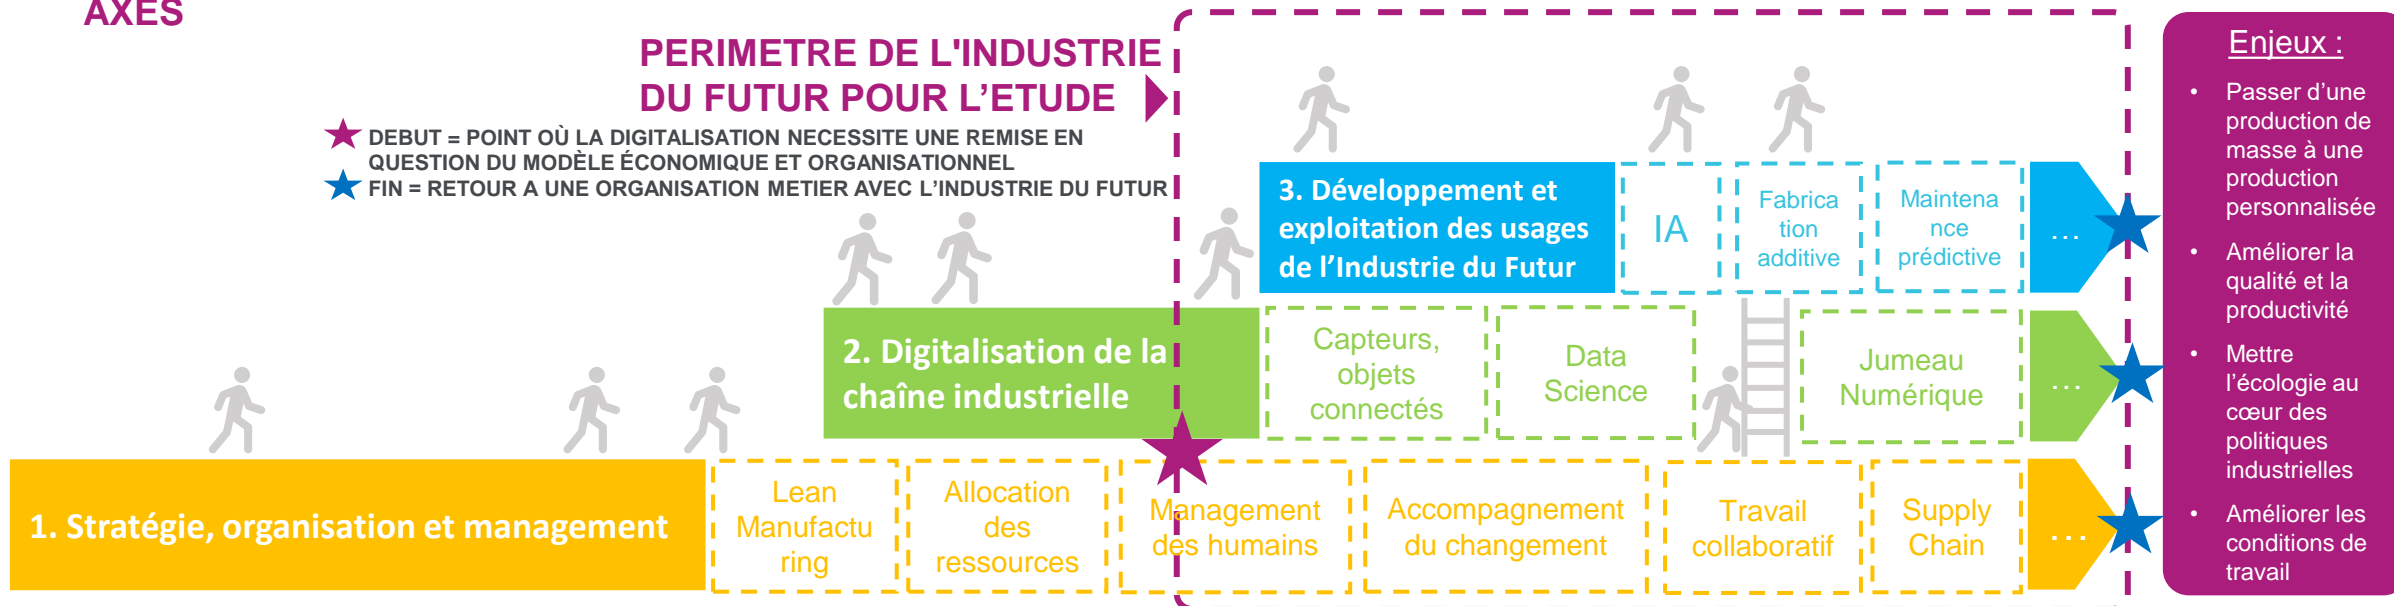 AXES
PERIMETRE DE L'INDUSTRIE
DU FUTUR POUR L’ETUDE
DEBUT = POINT OÙ LA DIGITALISATION NECESSITE UNE REMISE EN
QUESTION DU MODÈLE ÉCONOMIQUE ET ORGANISATIONNEL
FIN = RETOUR A UNE ORGANISATION METIER AVEC L’INDUSTRIE DU FUTUR
3. Développement et
exploitation des usages
de l’Industrie du Futur
IA
Fabrica
tion
additive
Maintena
nce
prédictive
...
2. Digitalisation de la
chaîne industrielle
Capteurs,
objets
connectés
Data
Science
Jumeau
Numérique
...
1. Stratégie, organisation et management
Lean
Manufactu
ring
Allocation
des
ressources
Management
des humains
Accompagnement
du changement
Travail
collaboratif
Supply
Chain
...
Enjeux :
• Passer d’une
production de
masse à une
production
personnalisée
• Améliorer la
qualité et la
productivité
• Mettre
l’écologie au
cœur des
politiques
industrielles
• Améliorer les
conditions de
travail